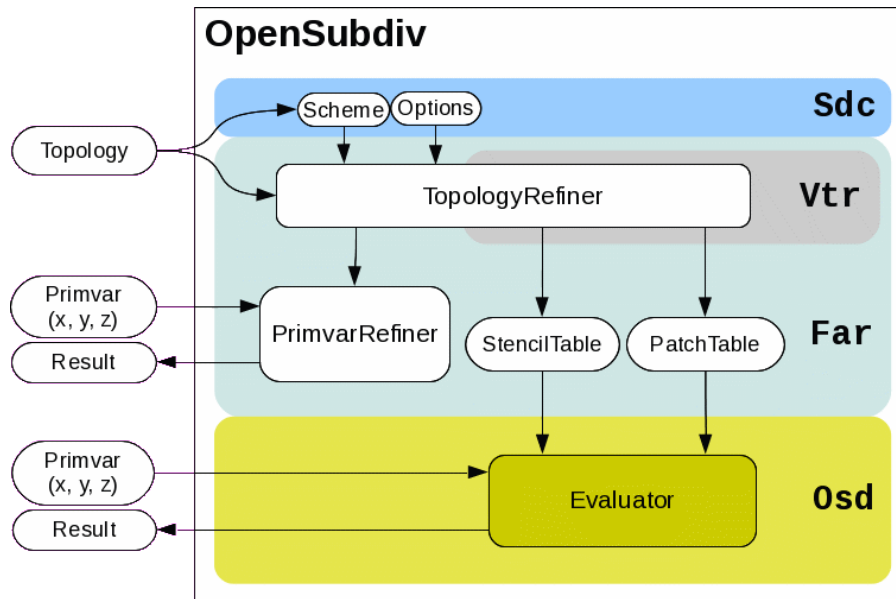 OpenSubdiv
Scheme
Options
Sdc
Topology
TopologyRefiner
Vtr
Primvar
(x, y, z)
PrimvarRefiner
StencilTable
PatchTable
Far
Result
Primvar
(x, y, z)
Evaluator
Osd
Result